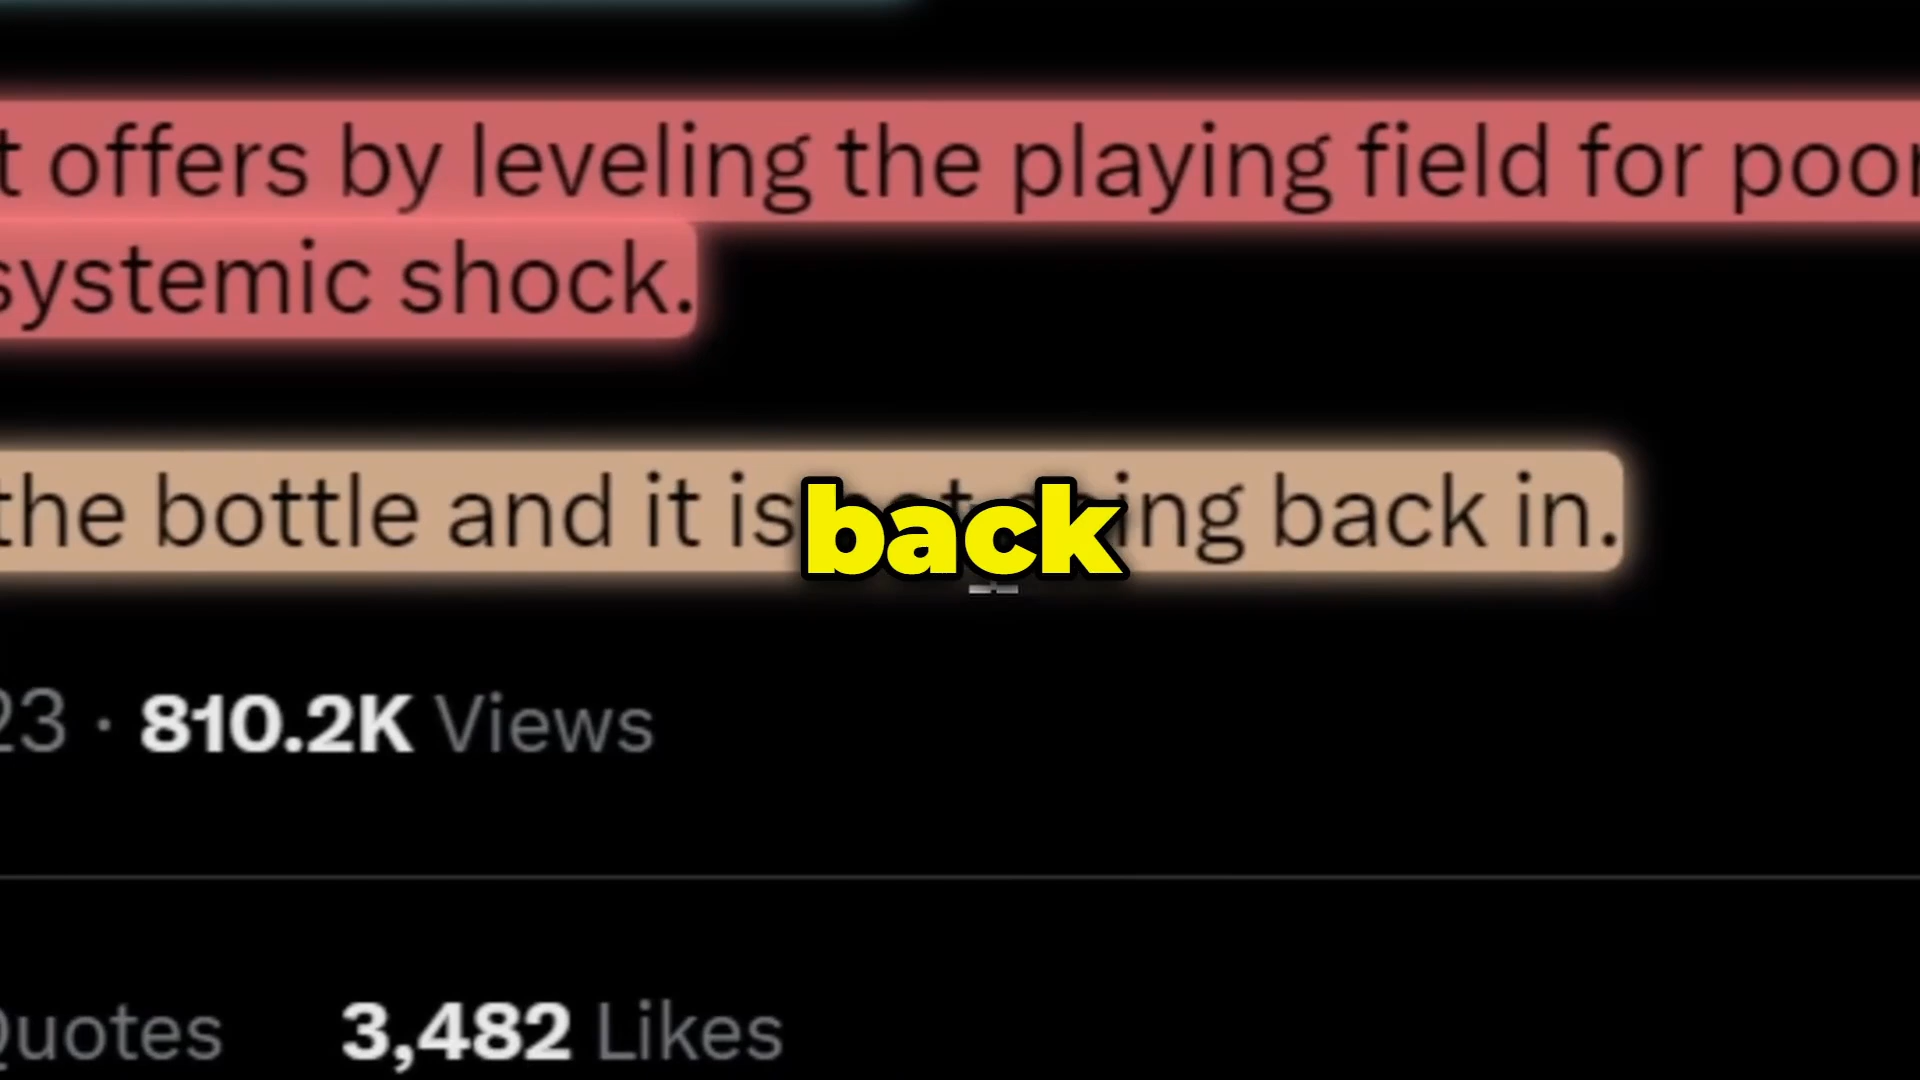 t offers by leveling the playing field for poor
systemic shock.
the bottle and it is going back in.
back
23 · 810.2K Views
Quotes 3,482 Likes